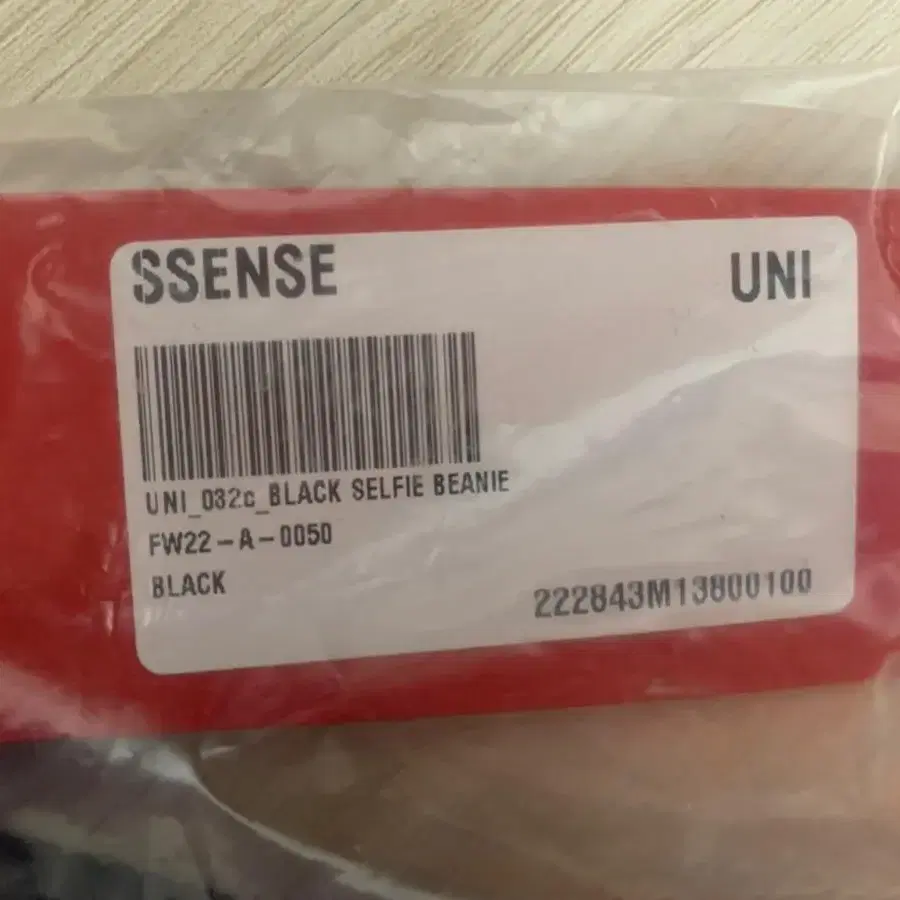 SSENSE
UNI
UNI_032c_BLACK SELFIE BEANIE
FW22-A-0050
BLACK
222843M13800100